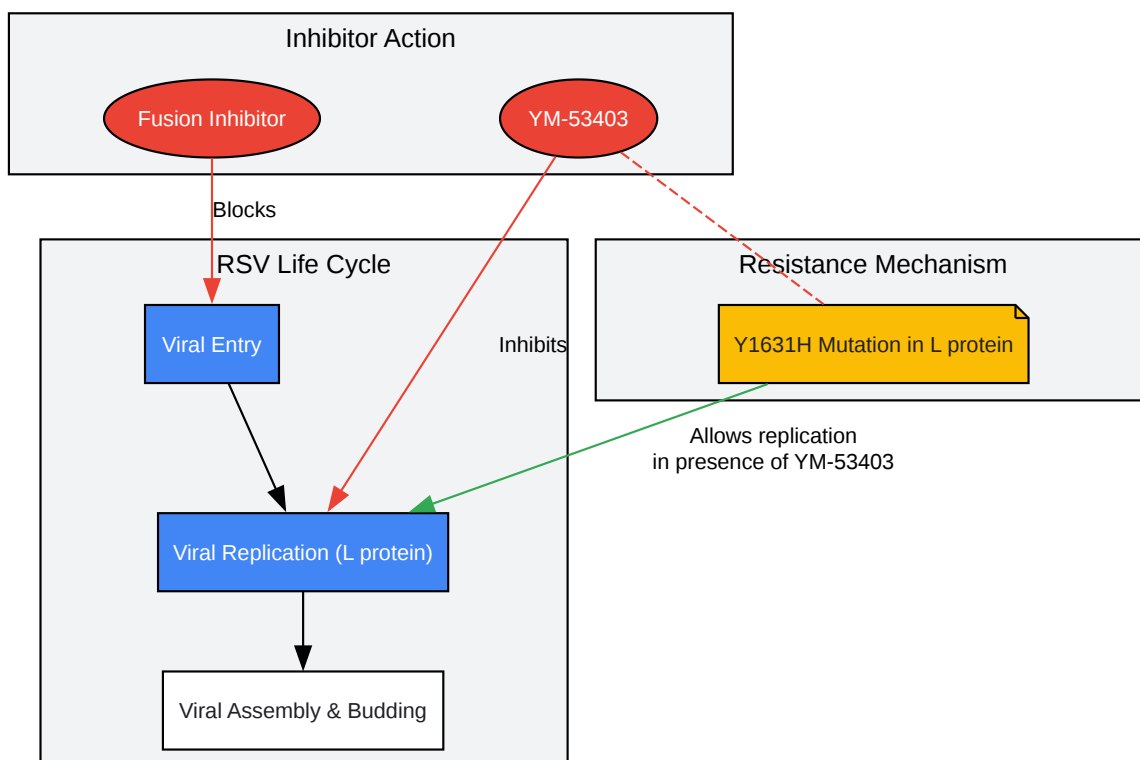 Inhibitor Action
Fusion Inhibitor
YM-53403
Blocks
RSV Life Cycle
Resistance Mechanism
Viral Entry
Inhibits
Y1631H Mutation in L protein
Allows replication
in presence of YM-53403
Viral Replication (L protein)
Viral Assembly & Budding